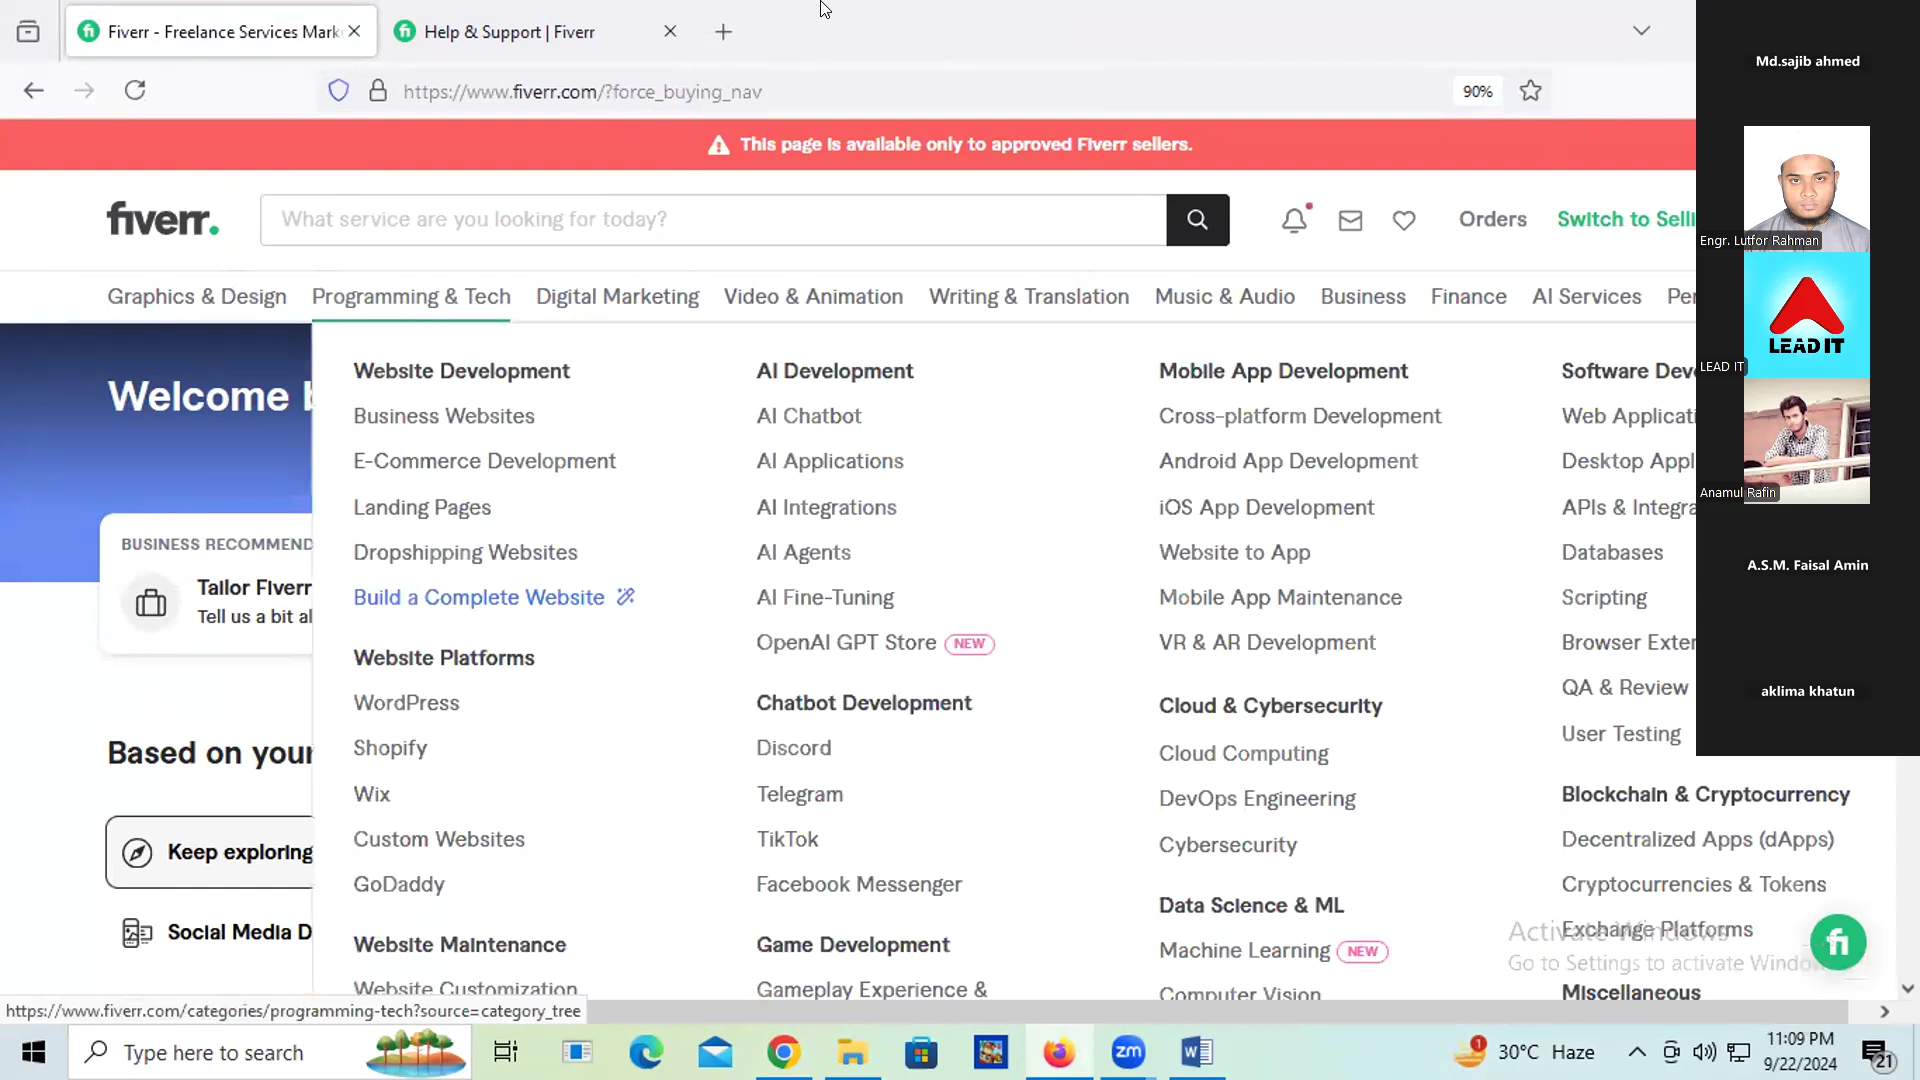 Fiverr - Freelance Services Mark
Help & Support | Fiverr
https://www.fiverr.com/?force_buying_nav
90%
This page is available only to approved Fiverr sellers.
fiverr.
What service are you looking for today?
Orders
Switch to Selli
Graphics & Design
Programming & Tech
Digital Marketing
Video & Animation
Writing & Translation
Music & Audio
Business
Finance
AI Services
Per
Welcome b
BUSINESS RECOMMEND
Tailor Fiverr
Tell us a bit al
Based on your
Keep exploring
Social Media D
Website Development
Business Websites
E-Commerce Development
Landing Pages
Dropshipping Websites
Build a Complete Website
Website Platforms
WordPress
Shopify
Wix
Custom Websites
GoDaddy
Website Maintenance
Website Customization
AI Development
AI Chatbot
AI Applications
AI Integrations
AI Agents
AI Fine-Tuning
OpenAI GPT Store NEW
Chatbot Development
Discord
Telegram
TikTok
Facebook Messenger
Game Development
Gameplay Experience &
Mobile App Development
Cross-platform Development
Android App Development
iOS App Development
Website to App
Mobile App Maintenance
VR & AR Development
Cloud & Cybersecurity
Cloud Computing
DevOps Engineering
Cybersecurity
Data Science & ML
Machine Learning NEW
Computer Vision
Software Dev
Web Applicati
Desktop Appl
APIs & Integra
Databases
Scripting
Browser Exter
QA & Review
User Testing
Blockchain & Cryptocurrency
Decentralized Apps (dApps)
Cryptocurrencies & Tokens
Exchange Platforms
Miscellaneous
Activate Windows
Go to Settings to activate Windo
fi
Md.sajib ahmed
Engr. Lutfor Rahman
LEAD IT
LEAD IT
Anamul Rafin
A.S.M. Faisal Amin
aklima khatun
https://www.fiverr.com/categories/programming-tech?source=category_tree
Type here to search
zm
W
1
30°C Haze
11:09 PM
9/22/2024
21